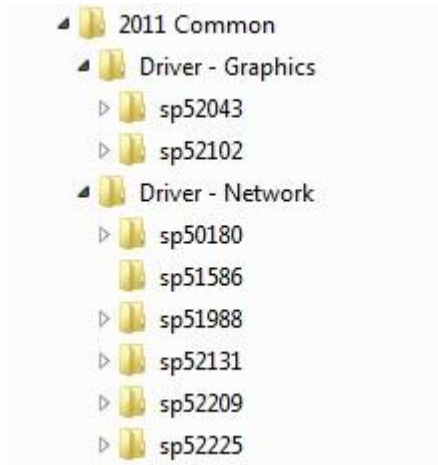 2011 Common
Driver - Graphics
sp52043
sp52102
Driver - Network
sp50180
sp51586
sp51988
sp52131
sp52209
sp52225